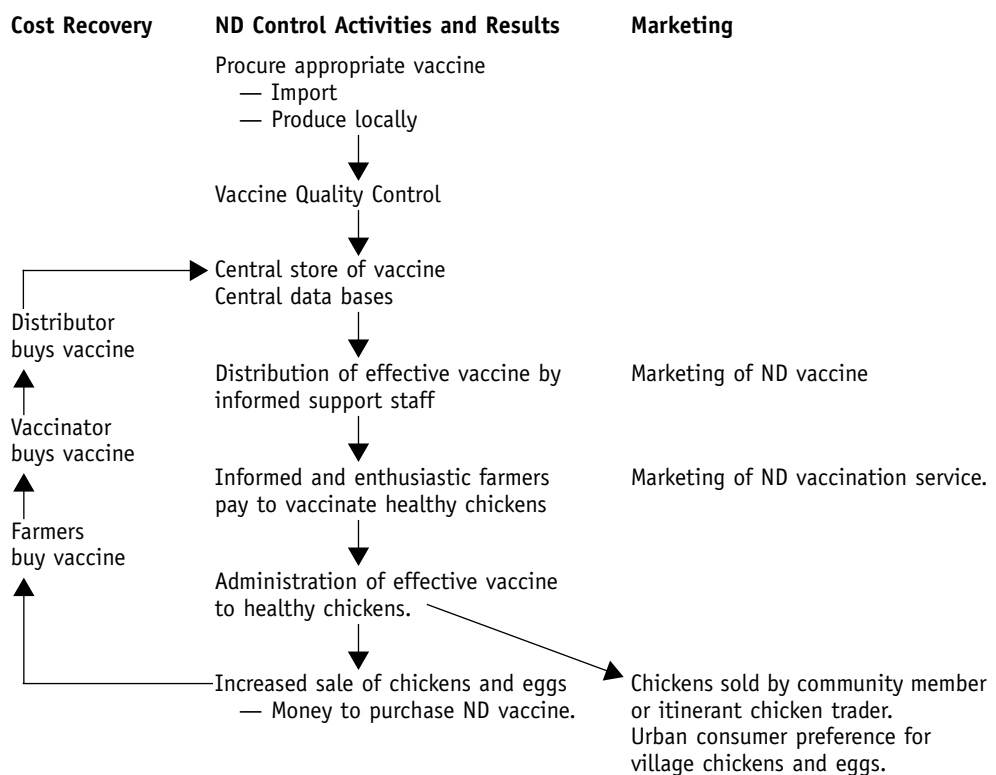 Cost Recovery
ND Control Activities and Results
Marketing
Procure appropriate vaccine
— Import
— Produce locally
Vaccine Quality Control
Central store of vaccine
Central data bases
Distributor
buys vaccine
Distribution of effective vaccine by
informed support staff
Marketing of ND vaccine
Vaccinator
buys vaccine
Informed and enthusiastic farmers
pay to vaccinate healthy chickens
Marketing of ND vaccination service.
Farmers
buy vaccine
Administration of effective vaccine
to healthy chickens.
Increased sale of chickens and eggs
— Money to purchase ND vaccine.
Chickens sold by community member
or itinerant chicken trader.
Urban consumer preference for
village chickens and eggs.